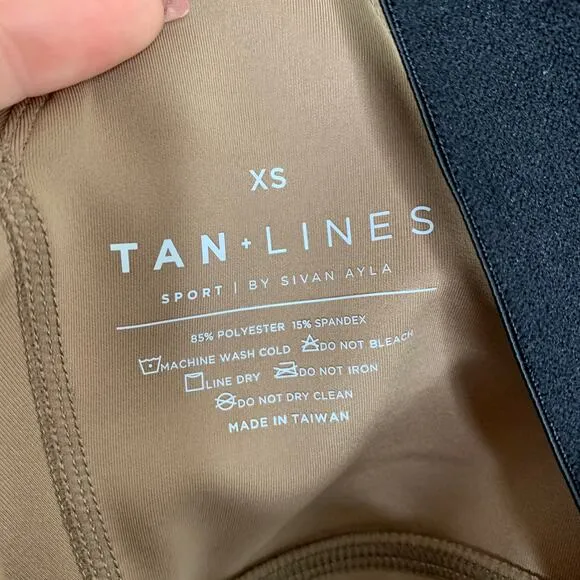 XS
TAN + LINES
SPORT | BY SIVAN AYLA
85% POLYESTER 15% SPANDEX
MACHINE WASH COLD DO NOT BLEACH
LINE DRY DO NOT IRON
DO NOT DRY CLEAN
MADE IN TAIWAN